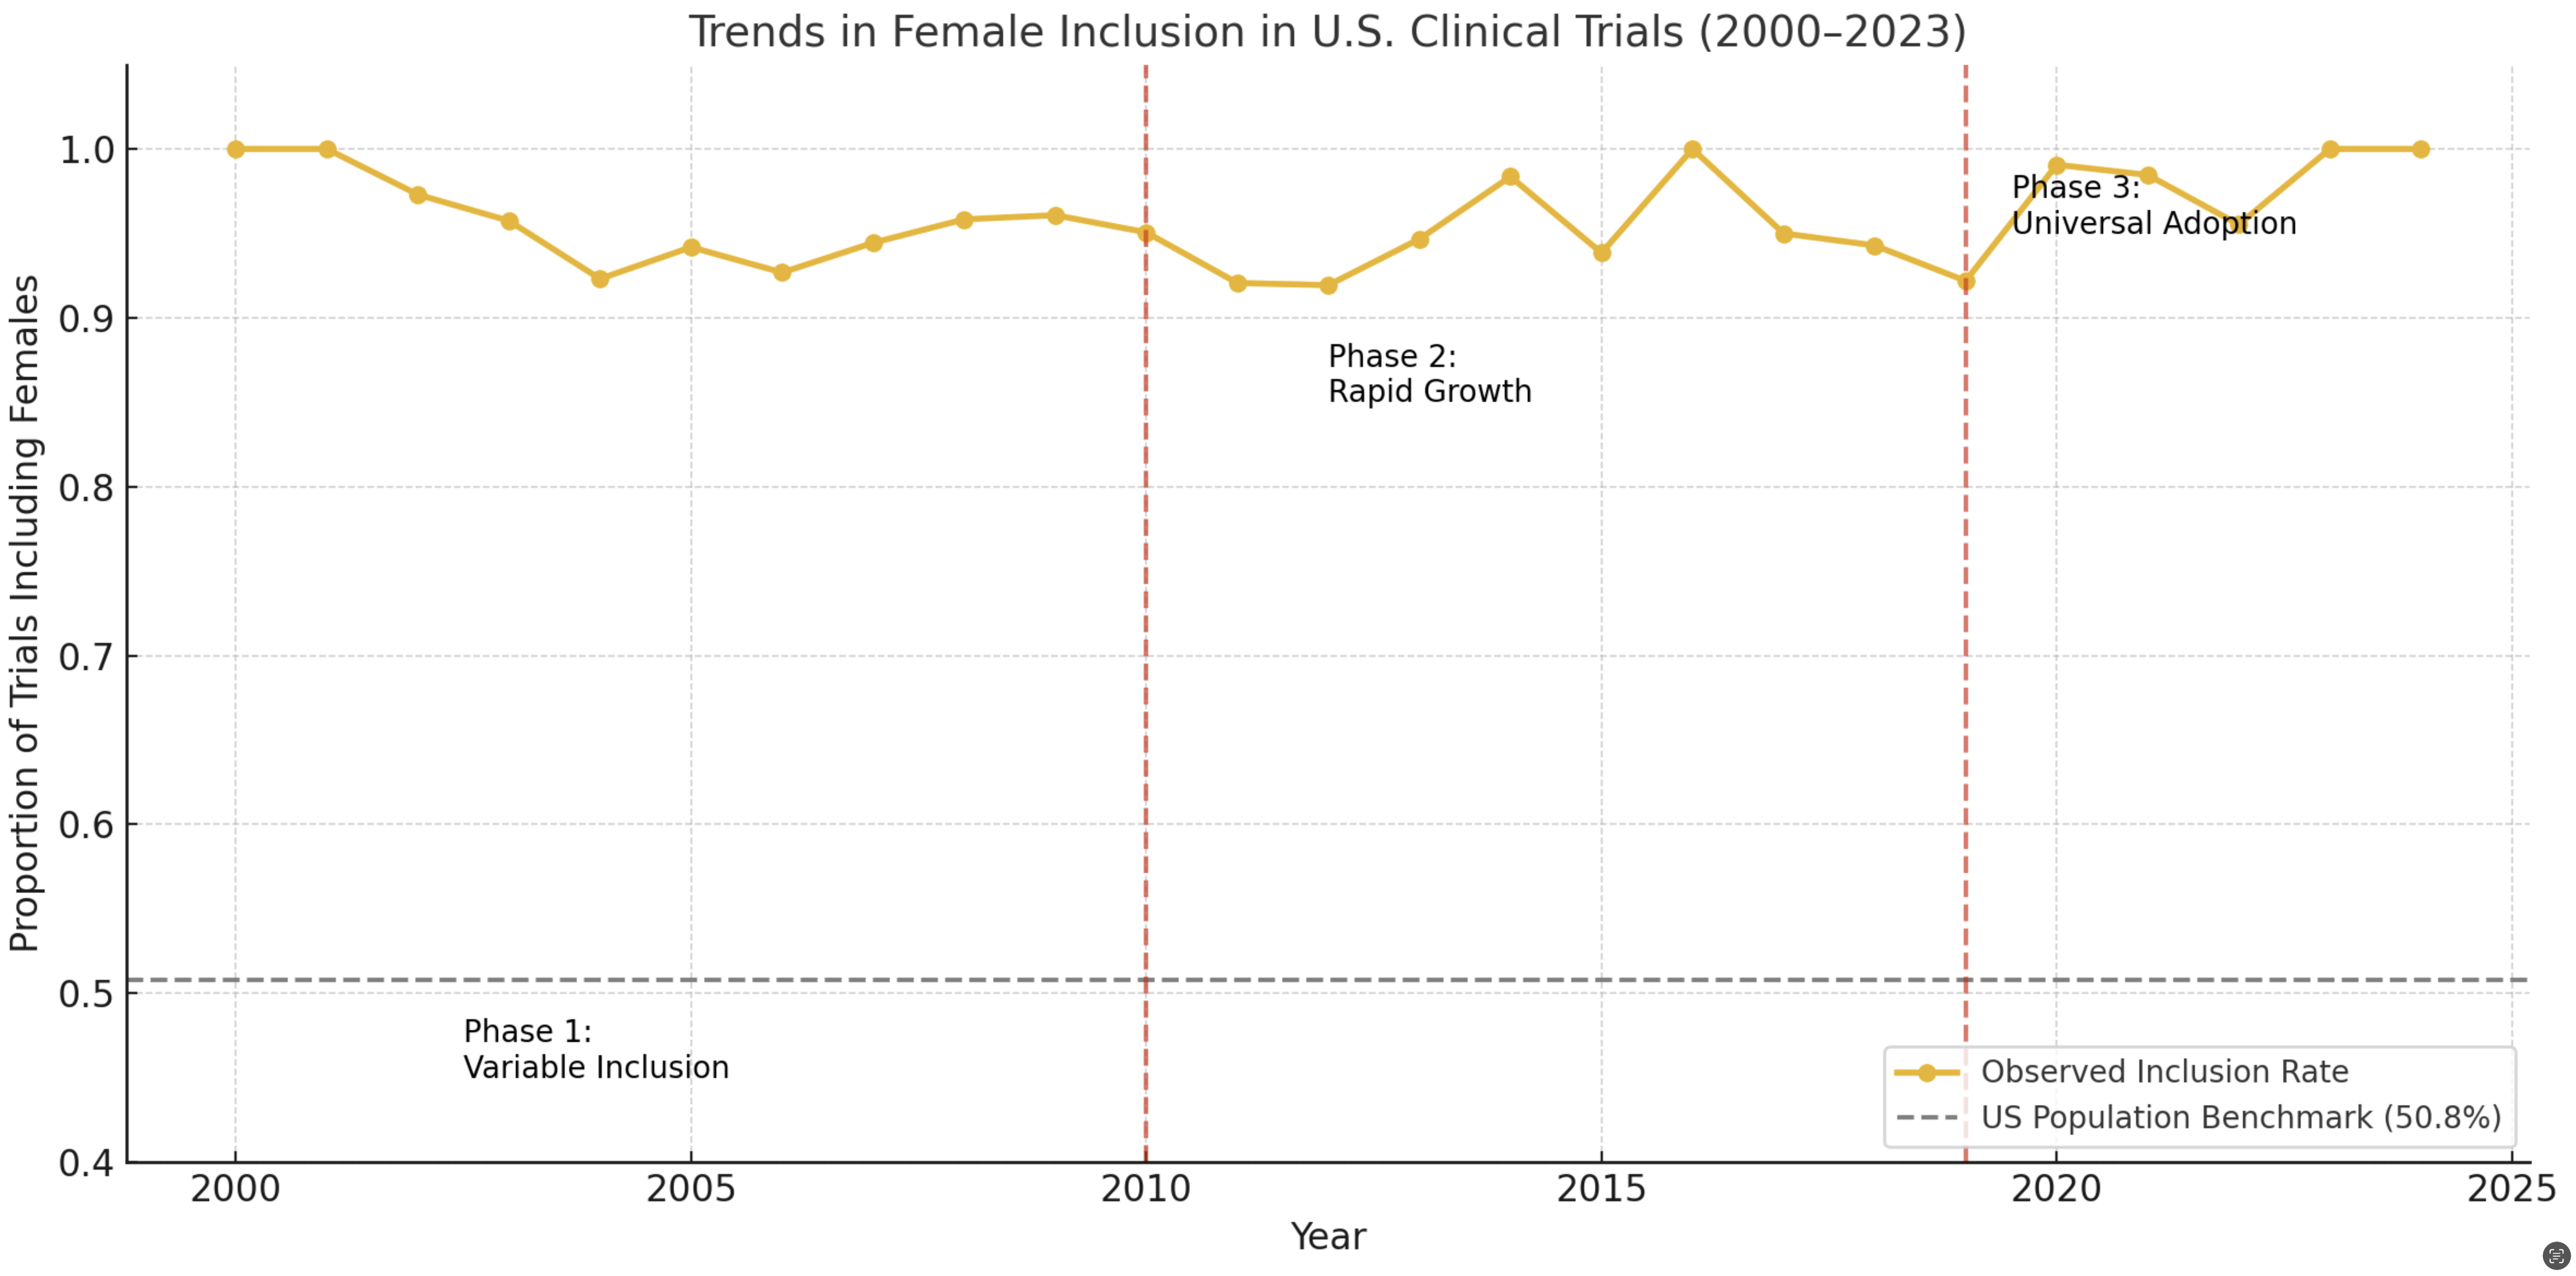 Trends in Female Inclusion in U.S. Clinical Trials (2000–2023)
Proportion of Trials Including Females
1.0
0.9
0.8
0.7
0.6
0.5
0.4
Phase 3:
Universal Adoption
Phase 2:
Rapid Growth
Phase 1:
Variable Inclusion
Observed Inclusion Rate
US Population Benchmark (50.8%)
2000
2005
2010
2015
2020
2025
Year